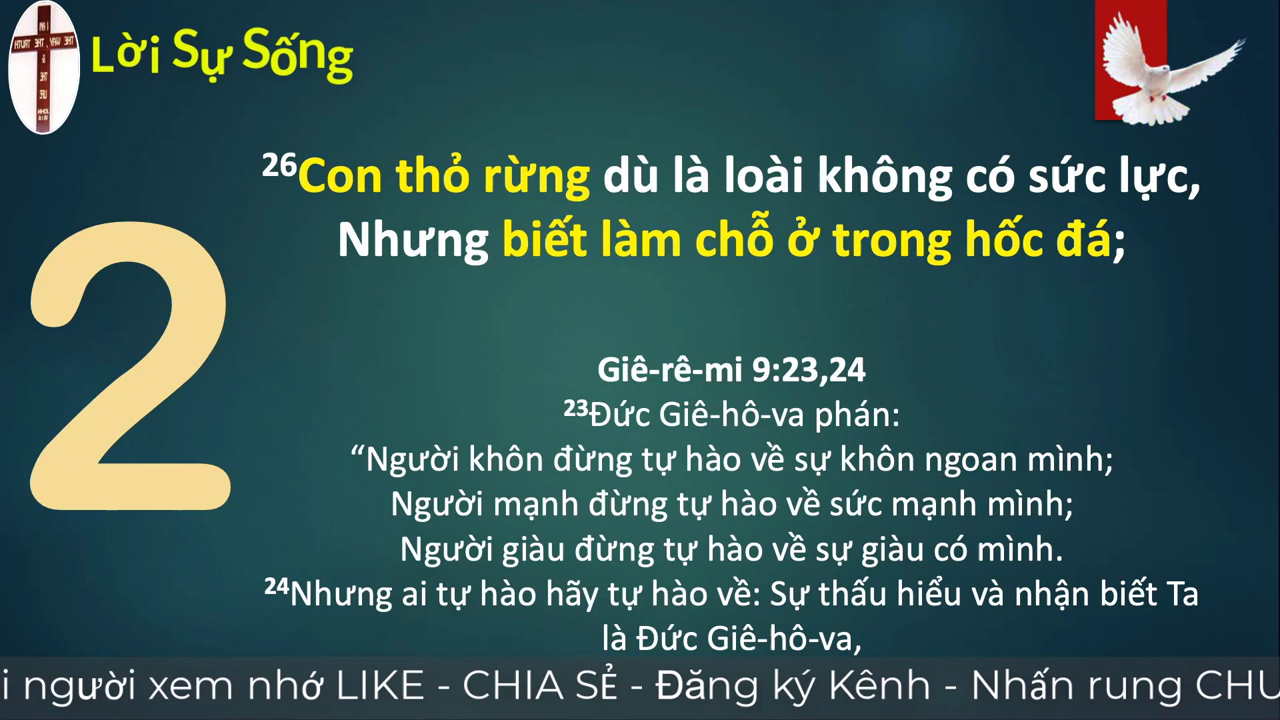 Lời Sự Sống
26Con thỏ rừng dù là loài không có sức lực,
Nhưng biết làm chỗ ở trong hốc đá;
2
Giê-rê-mi 9:23,24
23Đức Giê-hô-va phán:
“Người khôn đừng tự hào về sự khôn ngoan mình;
Người mạnh đừng tự hào về sức mạnh mình;
Người giàu đừng tự hào về sự giàu có mình.
24Nhưng ai tự hào hãy tự hào về: Sự thấu hiểu và nhận biết Ta
là Đức Giê-hô-va,
i người xem nhớ LIKE - CHIA SẺ - Đăng ký Kênh - Nhấn rung CHU